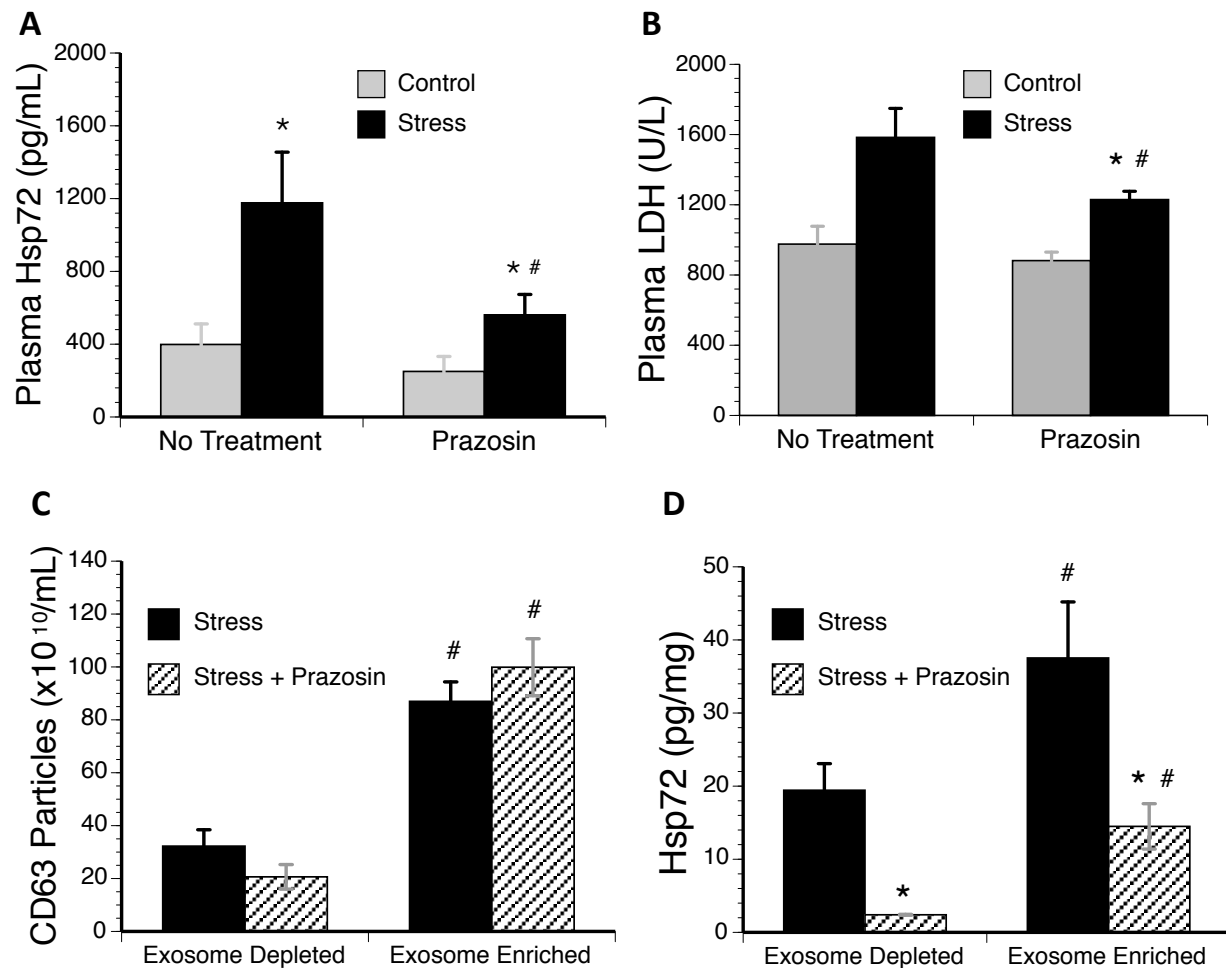 A
Plasma Hsp72 (pg/mL)
2000
1600
1200
800
400
0
Control
Stress
*
* #
No Treatment
Prazosin
B
Plasma LDH (U/L)
2000
1600
1200
800
400
0
Control
Stress
* #
No Treatment
Prazosin
C
CD63 Particles (x10¹⁰/mL)
140
120
100
80
60
40
20
0
Stress
Stress + Prazosin
#
#
Exosome Depleted
Exosome Enriched
D
Hsp72 (pg/mg)
50
40
30
20
10
0
Stress
Stress + Prazosin
*
#
* #
Exosome Depleted
Exosome Enriched